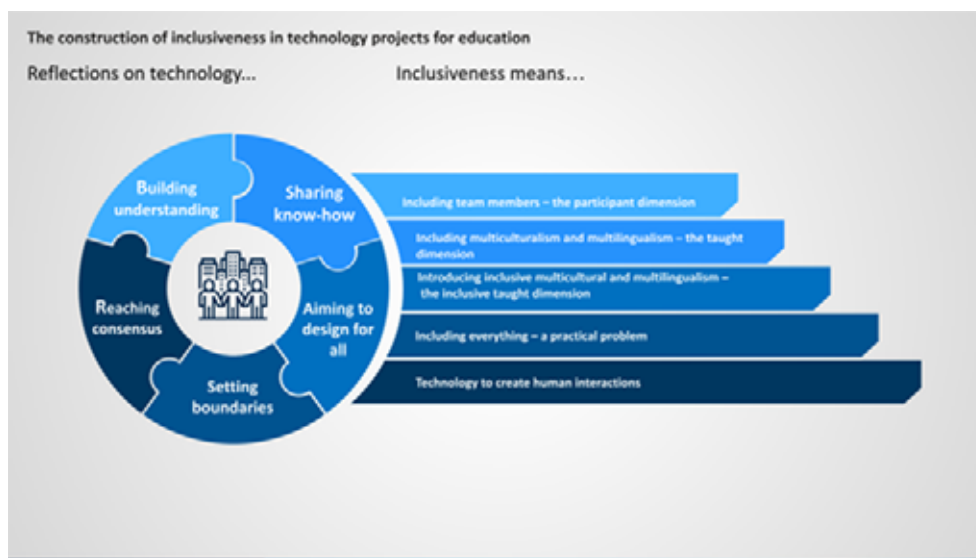 The construction of inclusiveness in technology projects for education
Reflections on technology...
Inclusiveness means...
Building
understanding
Sharing
know-how
Aiming to
design for
all
Setting
boundaries
Reaching
consensus
Including team members – the participant dimension
Including multiculturalism and multilingualism – the taught
dimension
Introducing inclusive multicultural and multilingualism –
the inclusive taught dimension
Including everything – a practical problem
Technology to create human interactions